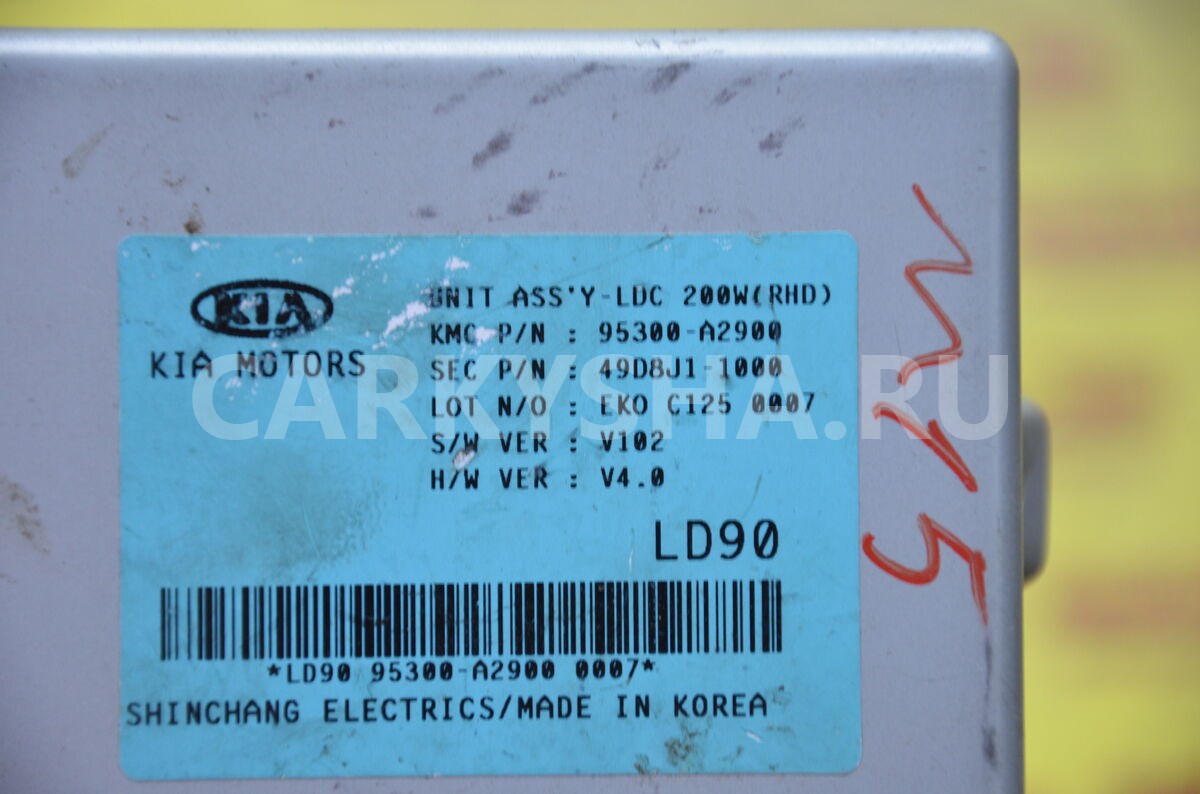 KIA
KIA MOTORS
UNIT ASS'Y-LDC 200W(RHD)
KMC P/N : 95300-A2900
SEC P/N : 49D8J1-1000
LOT N/O : EKO C125 0007
S/W VER : V102
H/W VER : V4.0
LD90
*LD90 95300-A2900 0007*
SHINCHANG ELECTRICS/MADE IN KOREA
CARKYSHA.RU